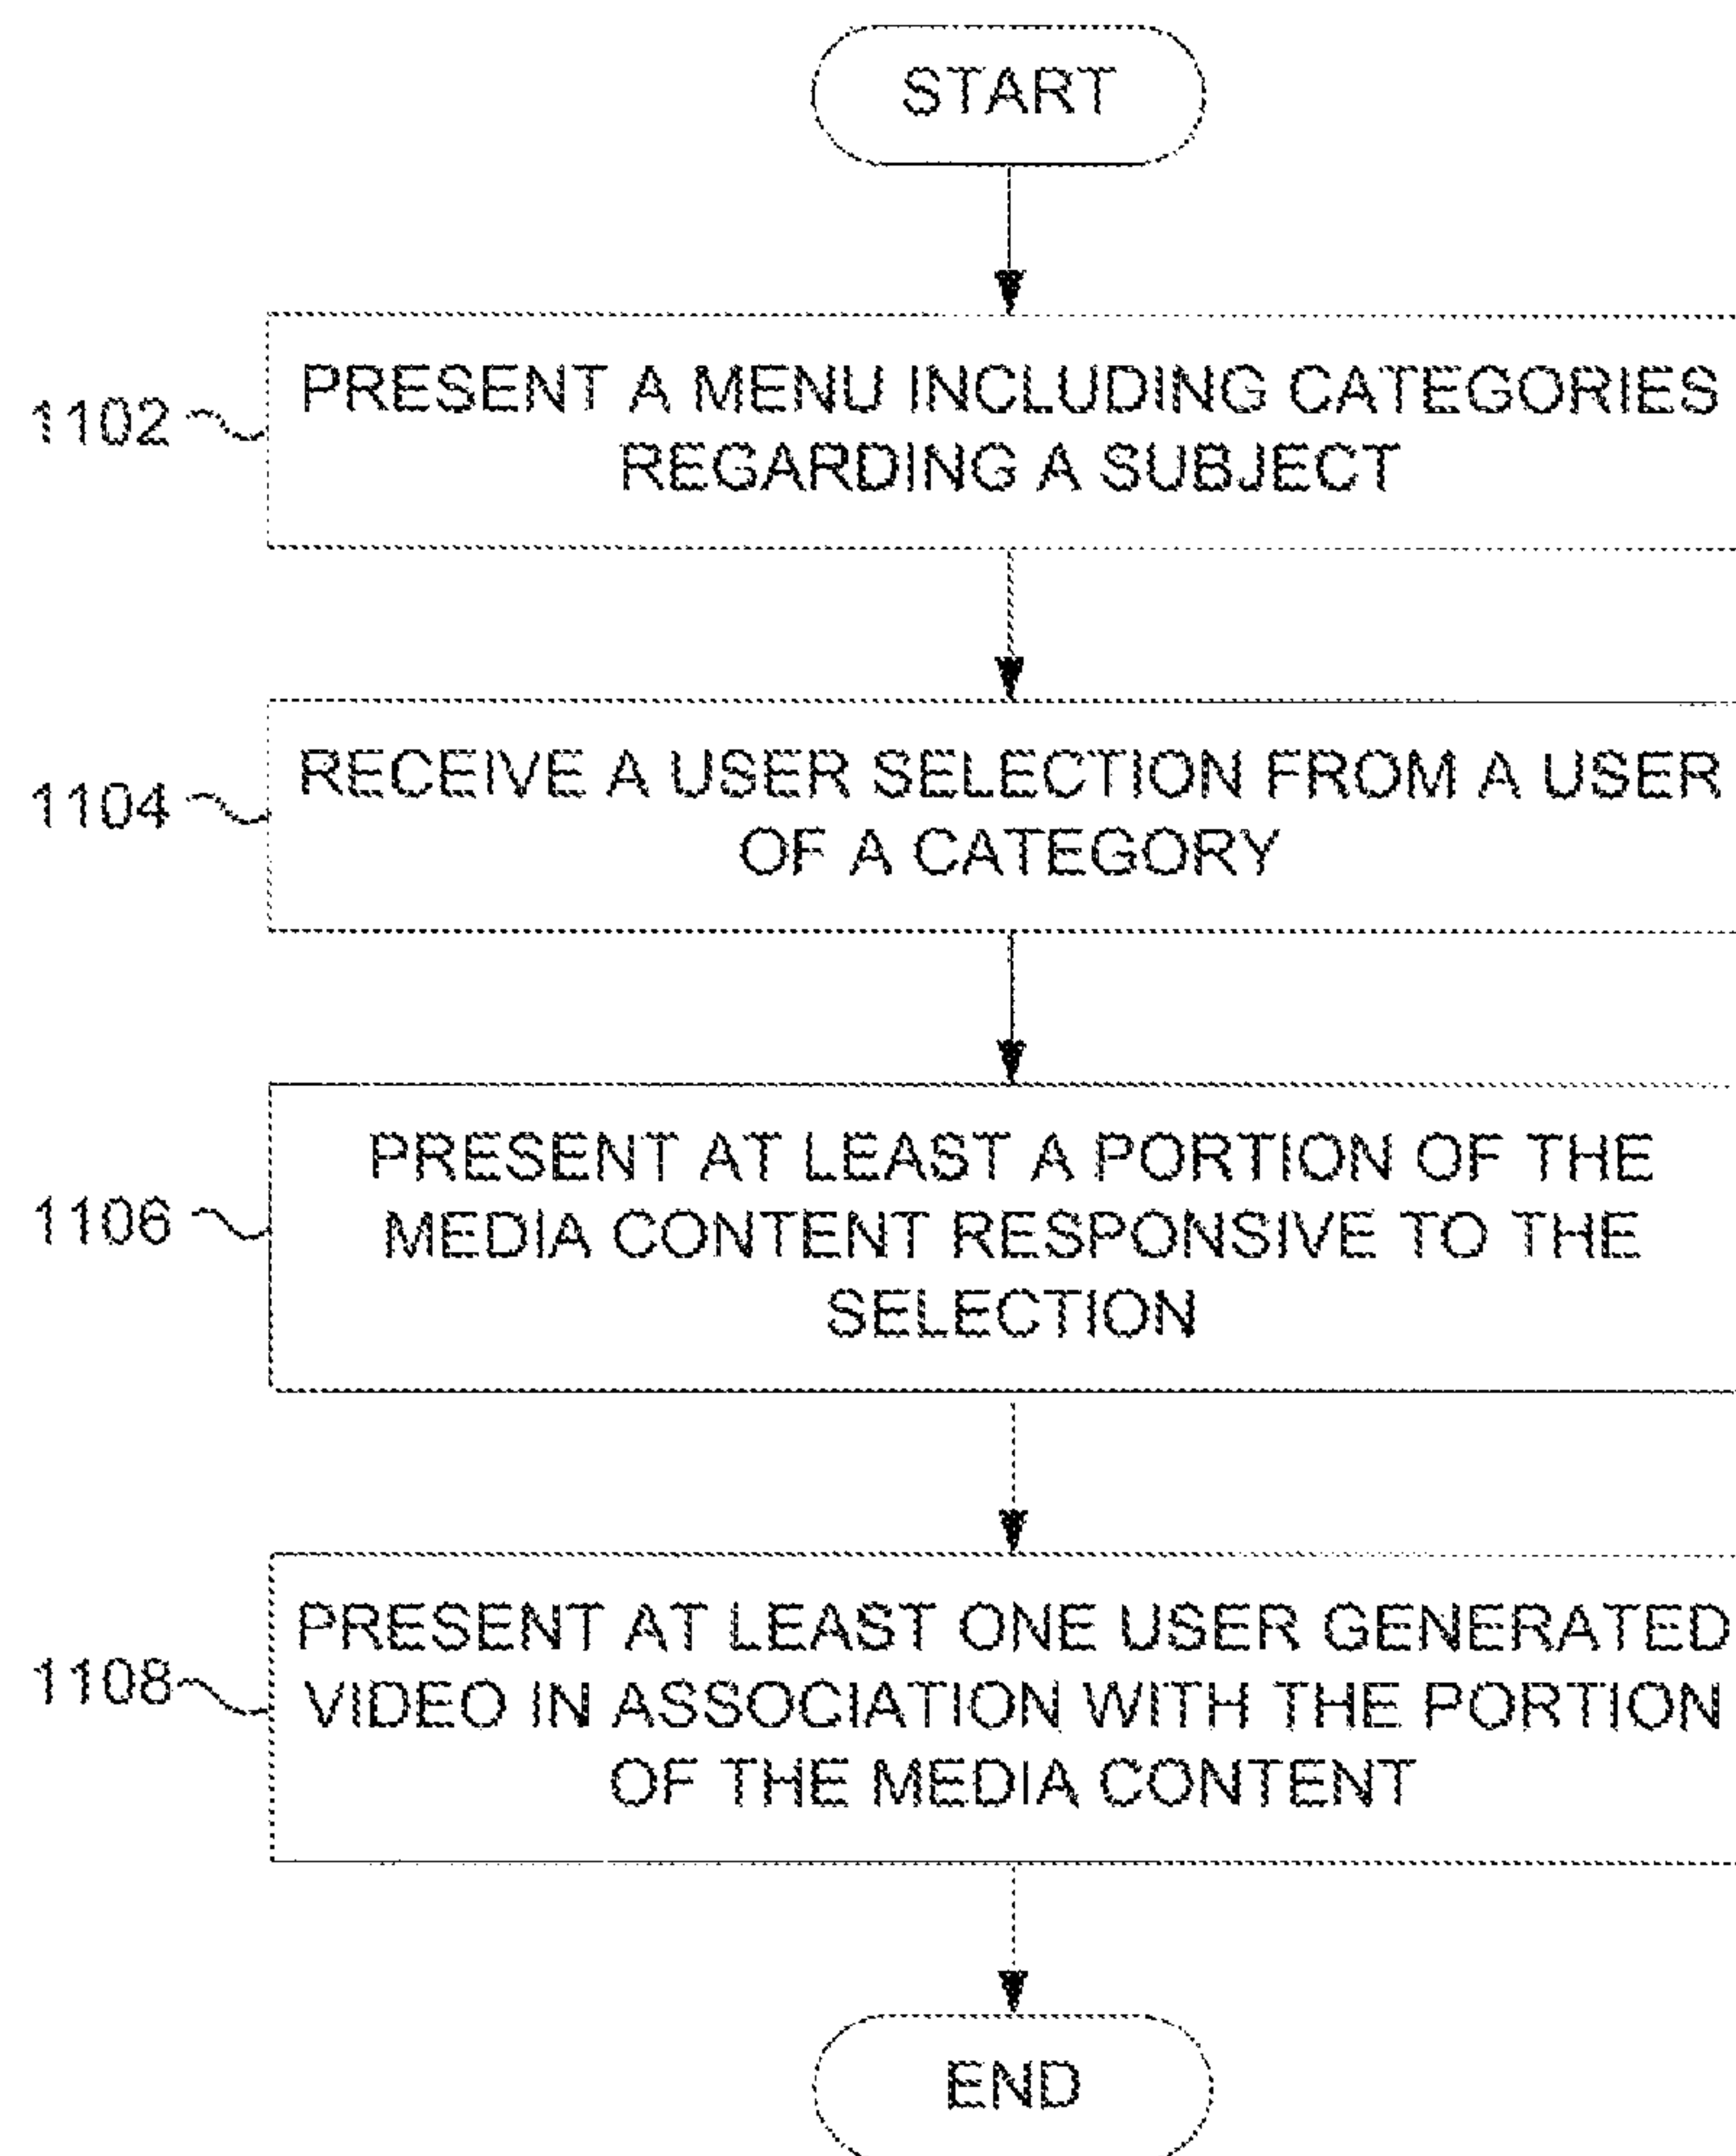 START
1102
PRESENT A MENU INCLUDING CATEGORIES
REGARDING A SUBJECT
1104
RECEIVE A USER SELECTION FROM A USER
OF A CATEGORY
1106
PRESENT AT LEAST A PORTION OF THE
MEDIA CONTENT RESPONSIVE TO THE
SELECTION
1108
PRESENT AT LEAST ONE USER GENERATED
VIDEO IN ASSOCIATION WITH THE PORTION
OF THE MEDIA CONTENT
END